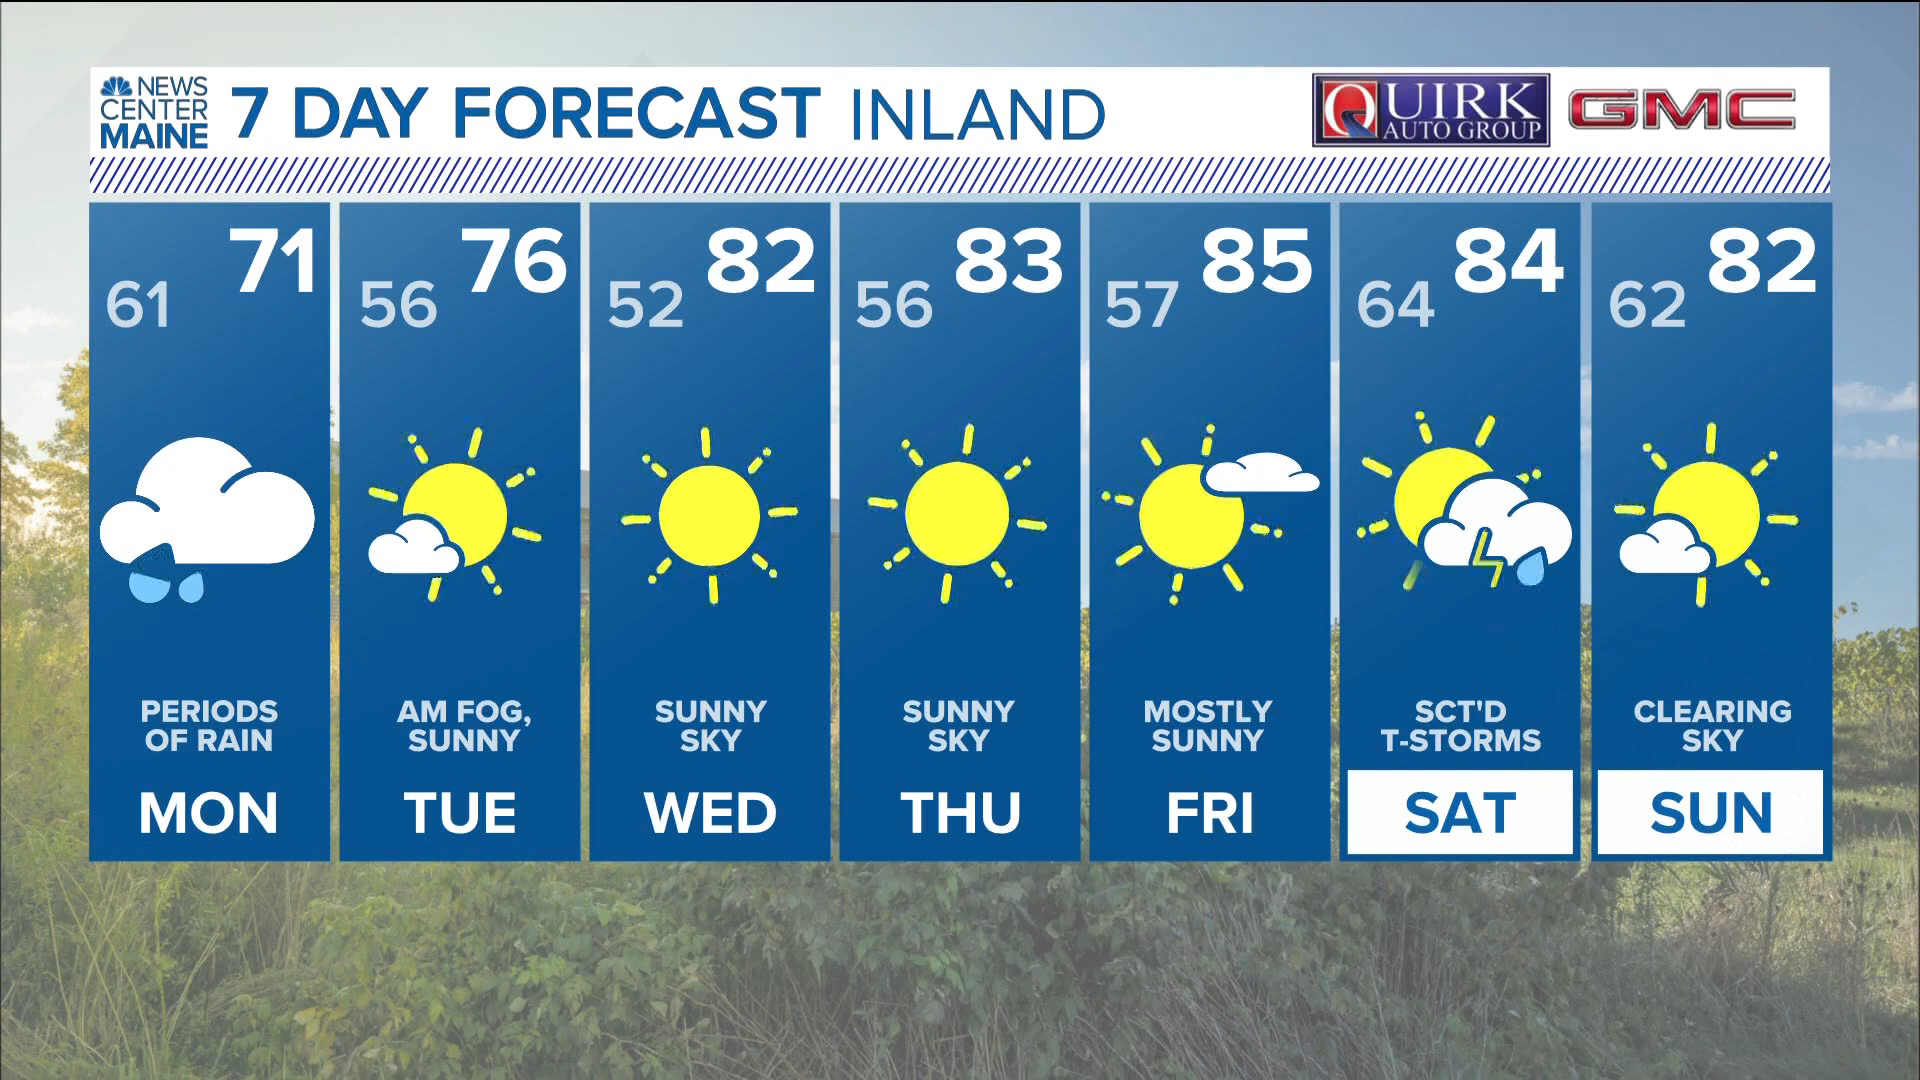 NEWS
CENTER
MAINE
7 DAY FORECAST INLAND
QUIRK
AUTO GROUP
GMC
61 71
PERIODS
OF RAIN
MON
56 76
AM FOG,
SUNNY
TUE
52 82
SUNNY
SKY
WED
56 83
SUNNY
SKY
THU
57 85
MOSTLY
SUNNY
FRI
64 84
SCT'D
T-STORMS
SAT
62 82
CLEARING
SKY
SUN